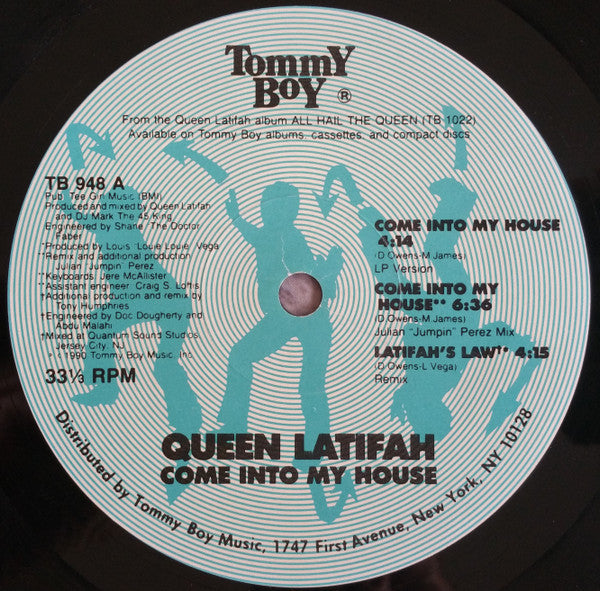 Tommy
Boy ®
From the Queen Latifah album ALL HAIL THE QUEEN (TB 1022)
Available on Tommy Boy albums, cassettes, and compact discs
TB 948 A
Pub. Tee Girl Music (BMI)
Produced and mixed by Queen Latifah
and DJ Mark The 45 King
Engineered by Shane "The Doctor"
Faber
*Produced by Louis "Louie Louie" Vega
**Remix and additional production
Julian "Jumpin" Perez
**Keyboards: Jere McAllister
**Assistant engineer: Craig S. Loftis
†Additional production and remix by
Tony Humphries
†Engineered by Doc Dougherty and
Abdu Malahi
†Mixed at Quantum Sound Studios,
Jersey City, NJ
℗ © 1990 Tommy Boy Music, Inc.
33⅓ RPM
COME INTO MY HOUSE
4:14
(D.Owens-M.James)
LP Version
COME INTO MY
HOUSE** 6:36
(D.Owens-M.James)
Julian "Jumpin" Perez Mix
LATIFAH'S LAW†* 4:15
(D.Owens-L.Vega)
Remix
QUEEN LATIFAH
COME INTO MY HOUSE
Distributed by Tommy Boy Music, 1747 First Avenue, New York, NY 10128